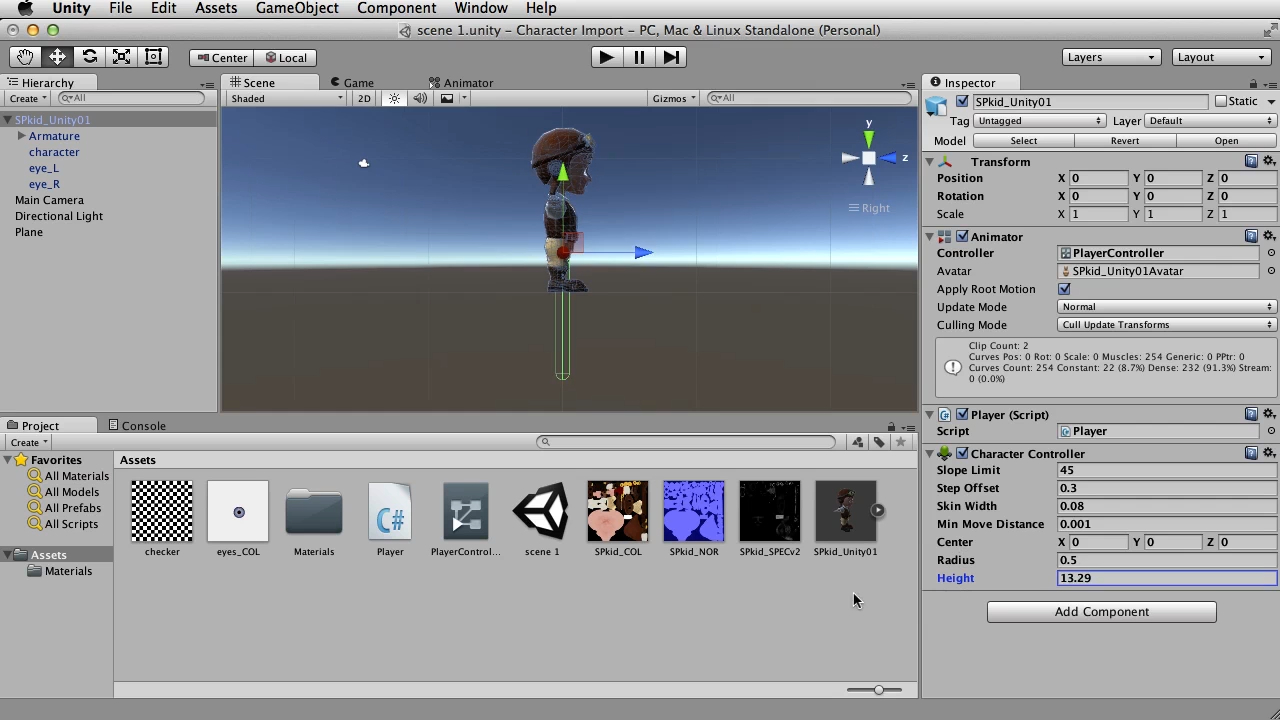 Unity File Edit Assets GameObject Component Window Help
scene 1.unity – Character Import – PC, Mac & Linux Standalone (Personal)
Center Local Layers Layout
Hierarchy
Create All
SPkid_Unity01
Armature
character
eye_L
eye_R
Main Camera
Directional Light
Plane
Scene Game Animator
Shaded 2D Gizmos All
y
z
Right
Project Console
Create
Favorites
All Materials
All Models
All Prefabs
All Scripts
Assets
Materials
Assets
checker eyes_COL Materials Player PlayerControl... scene 1 SPkid_COL SPkid_NOR SPkid_SPECv2 SPkid_Unity01
C#
Inspector
SPkid_Unity01 Static
Tag Untagged Layer Default
Model Select Revert Open
Transform
Position X 0 Y 0 Z 0
Rotation X 0 Y 0 Z 0
Scale X 1 Y 1 Z 1
Animator
Controller PlayerController
Avatar SPkid_Unity01Avatar
Apply Root Motion
Update Mode Normal
Culling Mode Cull Update Transforms
Clip Count: 2
Curves Pos: 0 Rot: 0 Scale: 0 Muscles: 254 Generic: 0 PPtr: 0
Curves Count: 254 Constant: 22 (8.7%) Dense: 232 (91.3%) Stream:
0 (0.0%)
Player (Script)
Script Player
Character Controller
Slope Limit 45
Step Offset 0.3
Skin Width 0.08
Min Move Distance 0.001
Center X 0 Y 0 Z 0
Radius 0.5
Height 13.29
Add Component